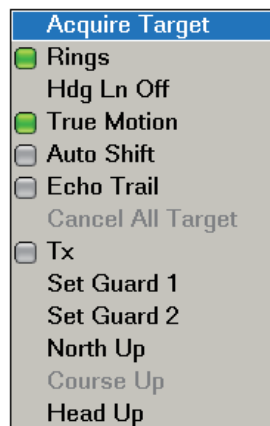 Acquire Target
Rings
Hdg Ln Off
True Motion
Auto Shift
Echo Trail
Cancel All Target
Tx
Set Guard 1
Set Guard 2
North Up
Course Up
Head Up